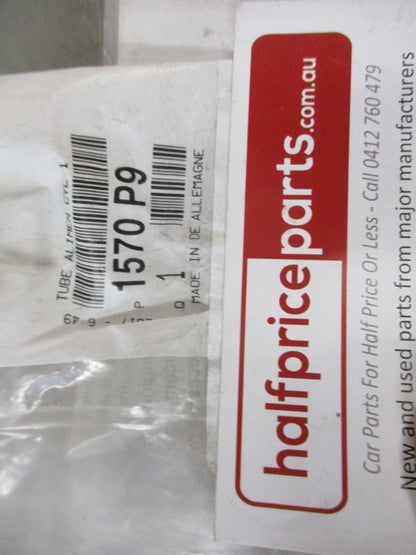 TUBE ALIMEN CYL 1
1570 P9
P
Q 1
MADE IN DE ALLEMAGNE
halfpriceparts.com.au
Car Parts For Half Price Or Less - Call 0412 760 479
New and used parts from major manufacturers